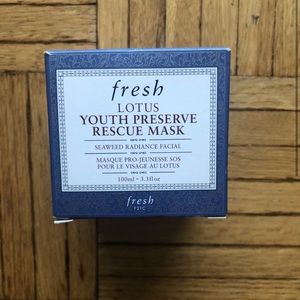 fresh
LOTUS
YOUTH PRESERVE
RESCUE MASK
SEAWEED RADIANCE FACIAL
MASQUE PRO-JEUNESSE SOS
POUR LE VISAGE AU LOTUS
100ml • 3.3fl oz
fresh